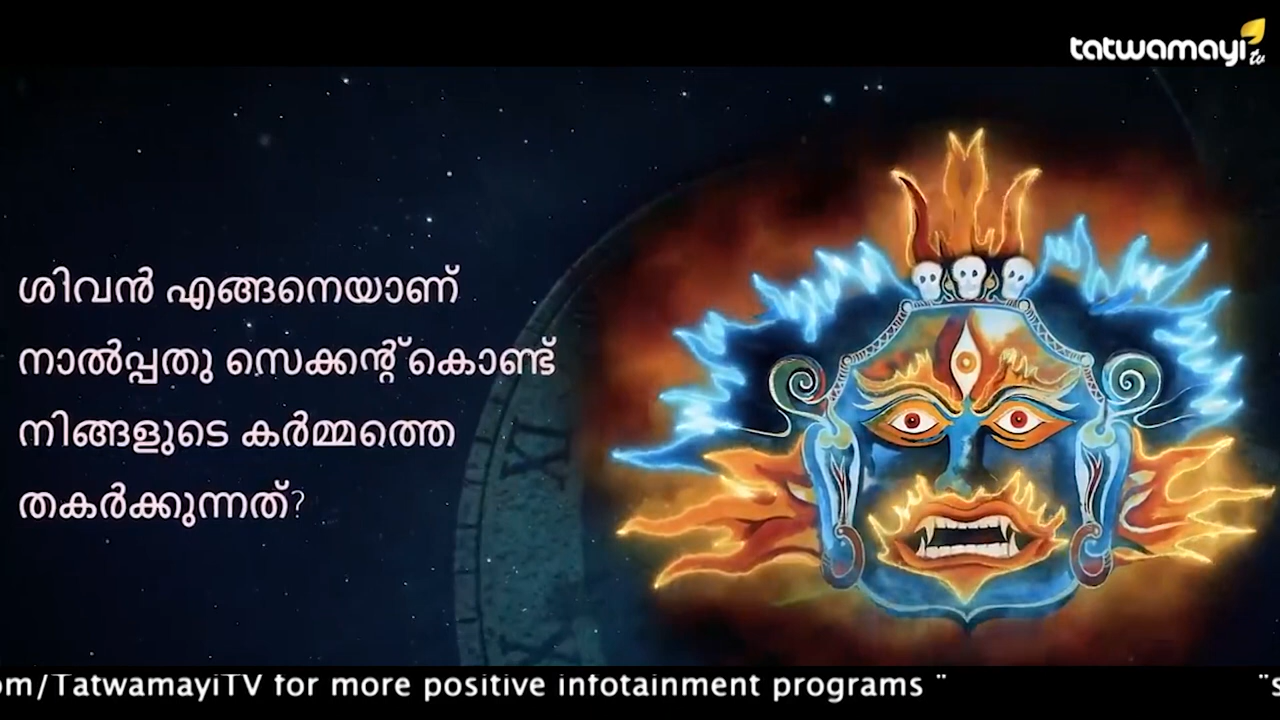 tatwamayi tv
ശിവൻ എങ്ങനെയാണ്
നാൽപ്പതു സെക്കന്റ് കൊണ്ട്
നിങ്ങളുടെ കർമ്മത്തെ
തകർക്കുന്നത്?
XI
om/TatwamayiTV for more positive infotainment programs " "s